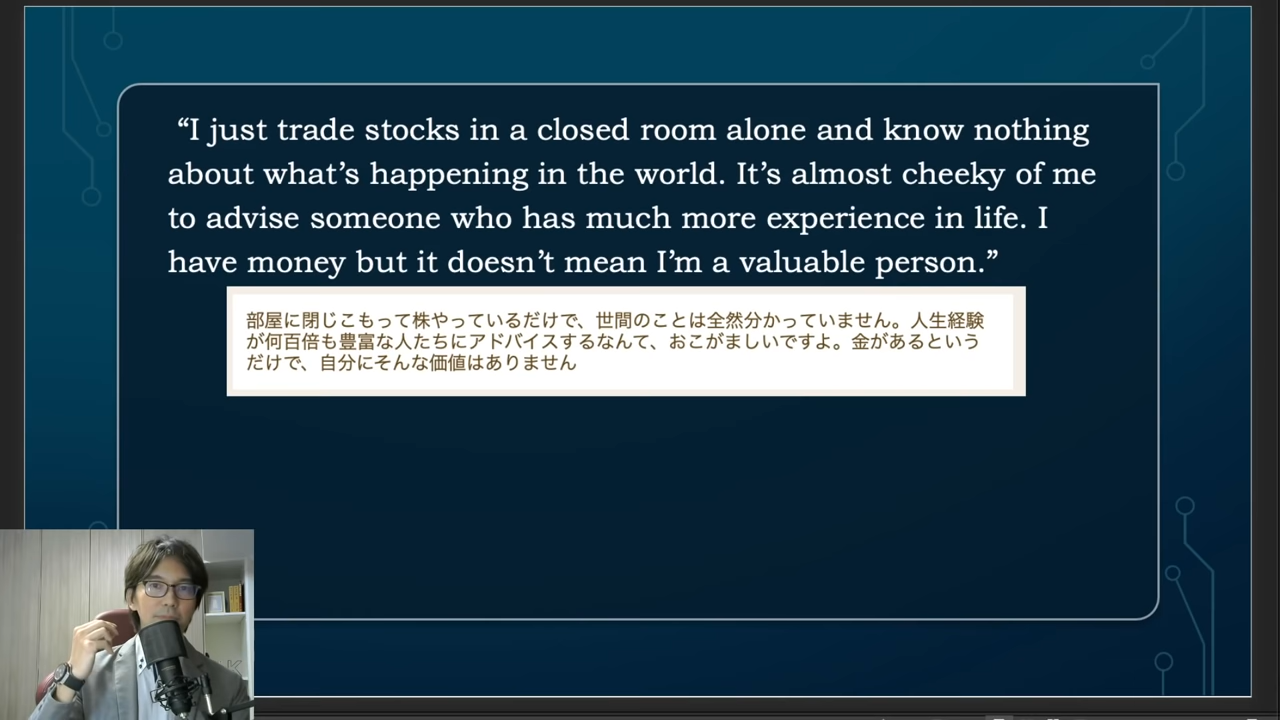 “I just trade stocks in a closed room alone and know nothing
about what’s happening in the world. It’s almost cheeky of me
to advise someone who has much more experience in life. I
have money but it doesn’t mean I’m a valuable person.”
部屋に閉じこもって株やっているだけで、世間のことは全然分かっていません。人生経験
が何百倍も豊富な人たちにアドバイスするなんて、おこがましいですよ。金があるという
だけで、自分にそんな価値はありません